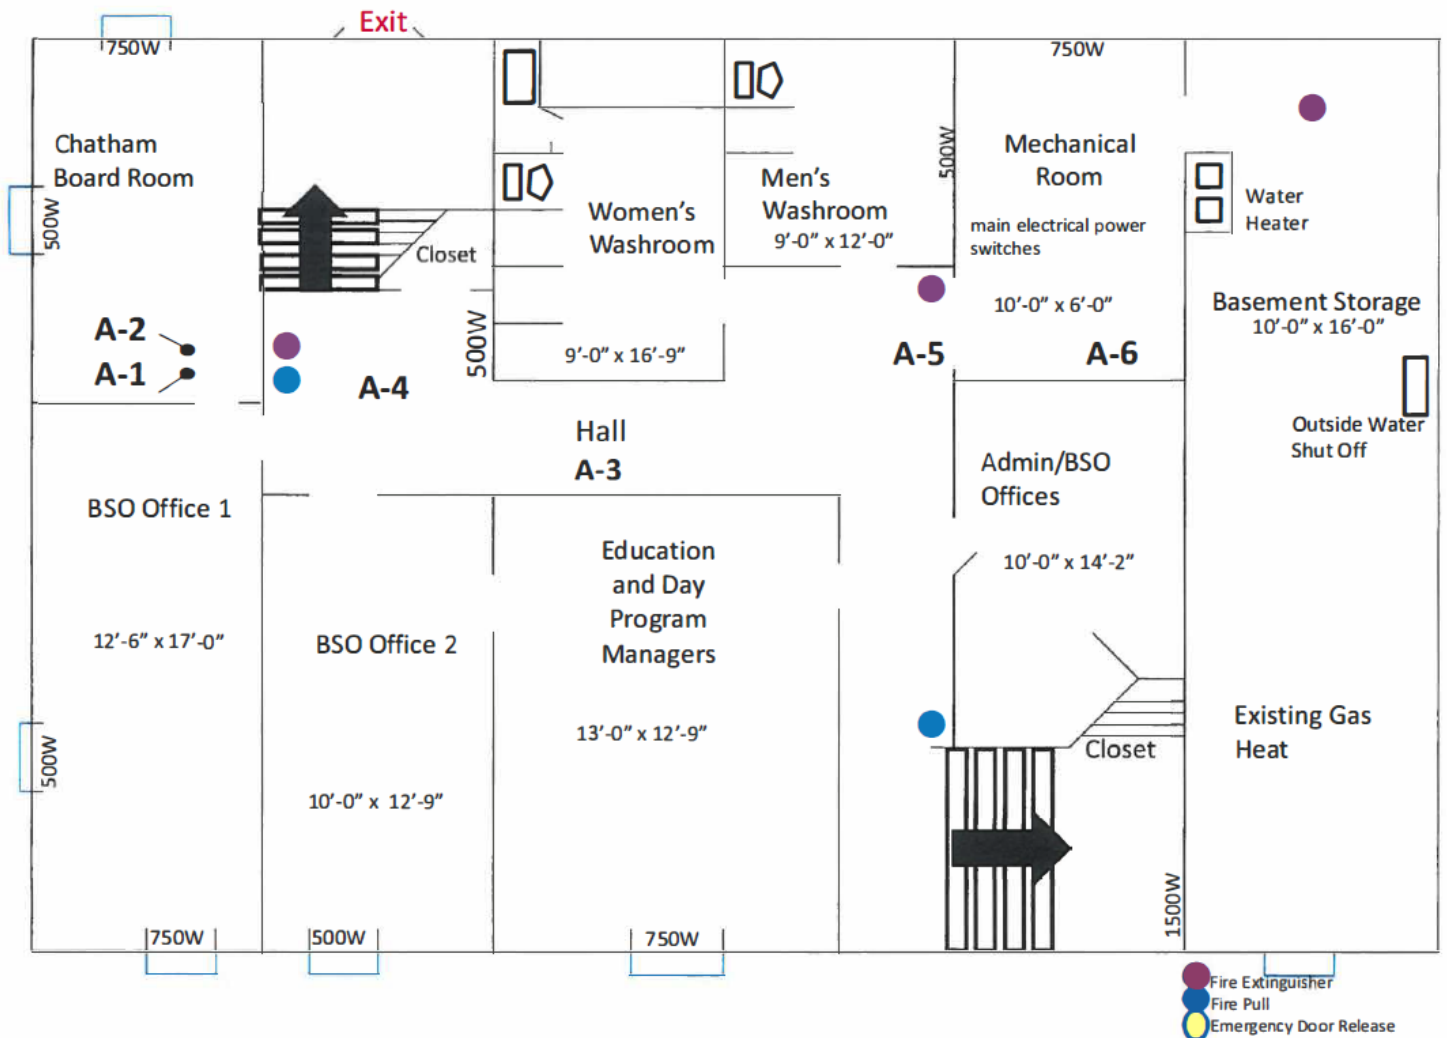 Exit
750W
750W
Chatham
Board Room
500W
Closet
Women's
Washroom
9'-0" x 16'-9"
Men's
Washroom
9'-0" x 12'-0"
500W
Mechanical
Room
main electrical power
switches
10'-0" x 6'-0"
Water
Heater
Basement Storage
10'-0" x 16'-0"
A-2
A-1
A-4
500W
A-5
A-6
Hall
A-3
Outside Water
Shut Off
Admin/BSO
Offices
10'-0" x 14'-2"
BSO Office 1
12'-6" x 17'-0"
BSO Office 2
10'-0" x 12'-9"
Education
and Day
Program
Managers
13'-0" x 12'-9"
Existing Gas
Heat
Closet
500W
1500W
750W
500W
750W
Fire Extinguisher
Fire Pull
Emergency Door Release